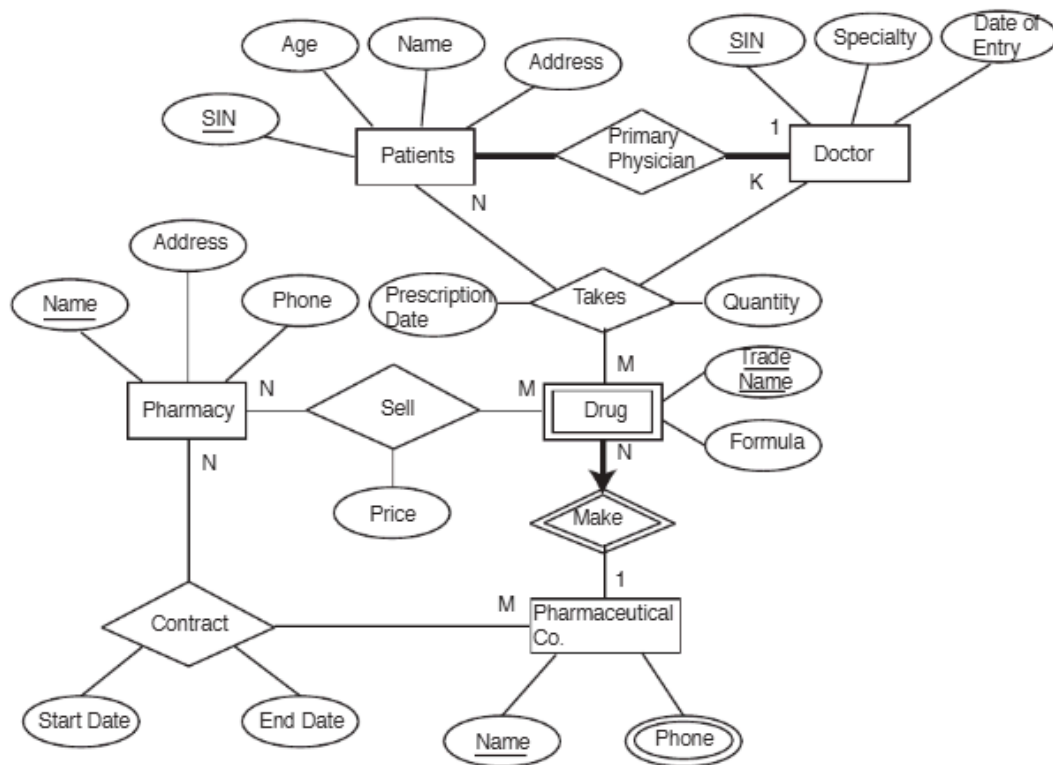 Age
Name
Address
SIN
Patients
Primary
Physician
SIN
Specialty
Date of
Entry
1
Doctor
N
K
Address
Name
Phone
Prescription
Date
Takes
Quantity
M
Trade
Name
Pharmacy
N
Sell
M
Drug
Formula
N
N
Price
Make
1
Contract
M
Pharmaceutical
Co.
Start Date
End Date
Name
Phone